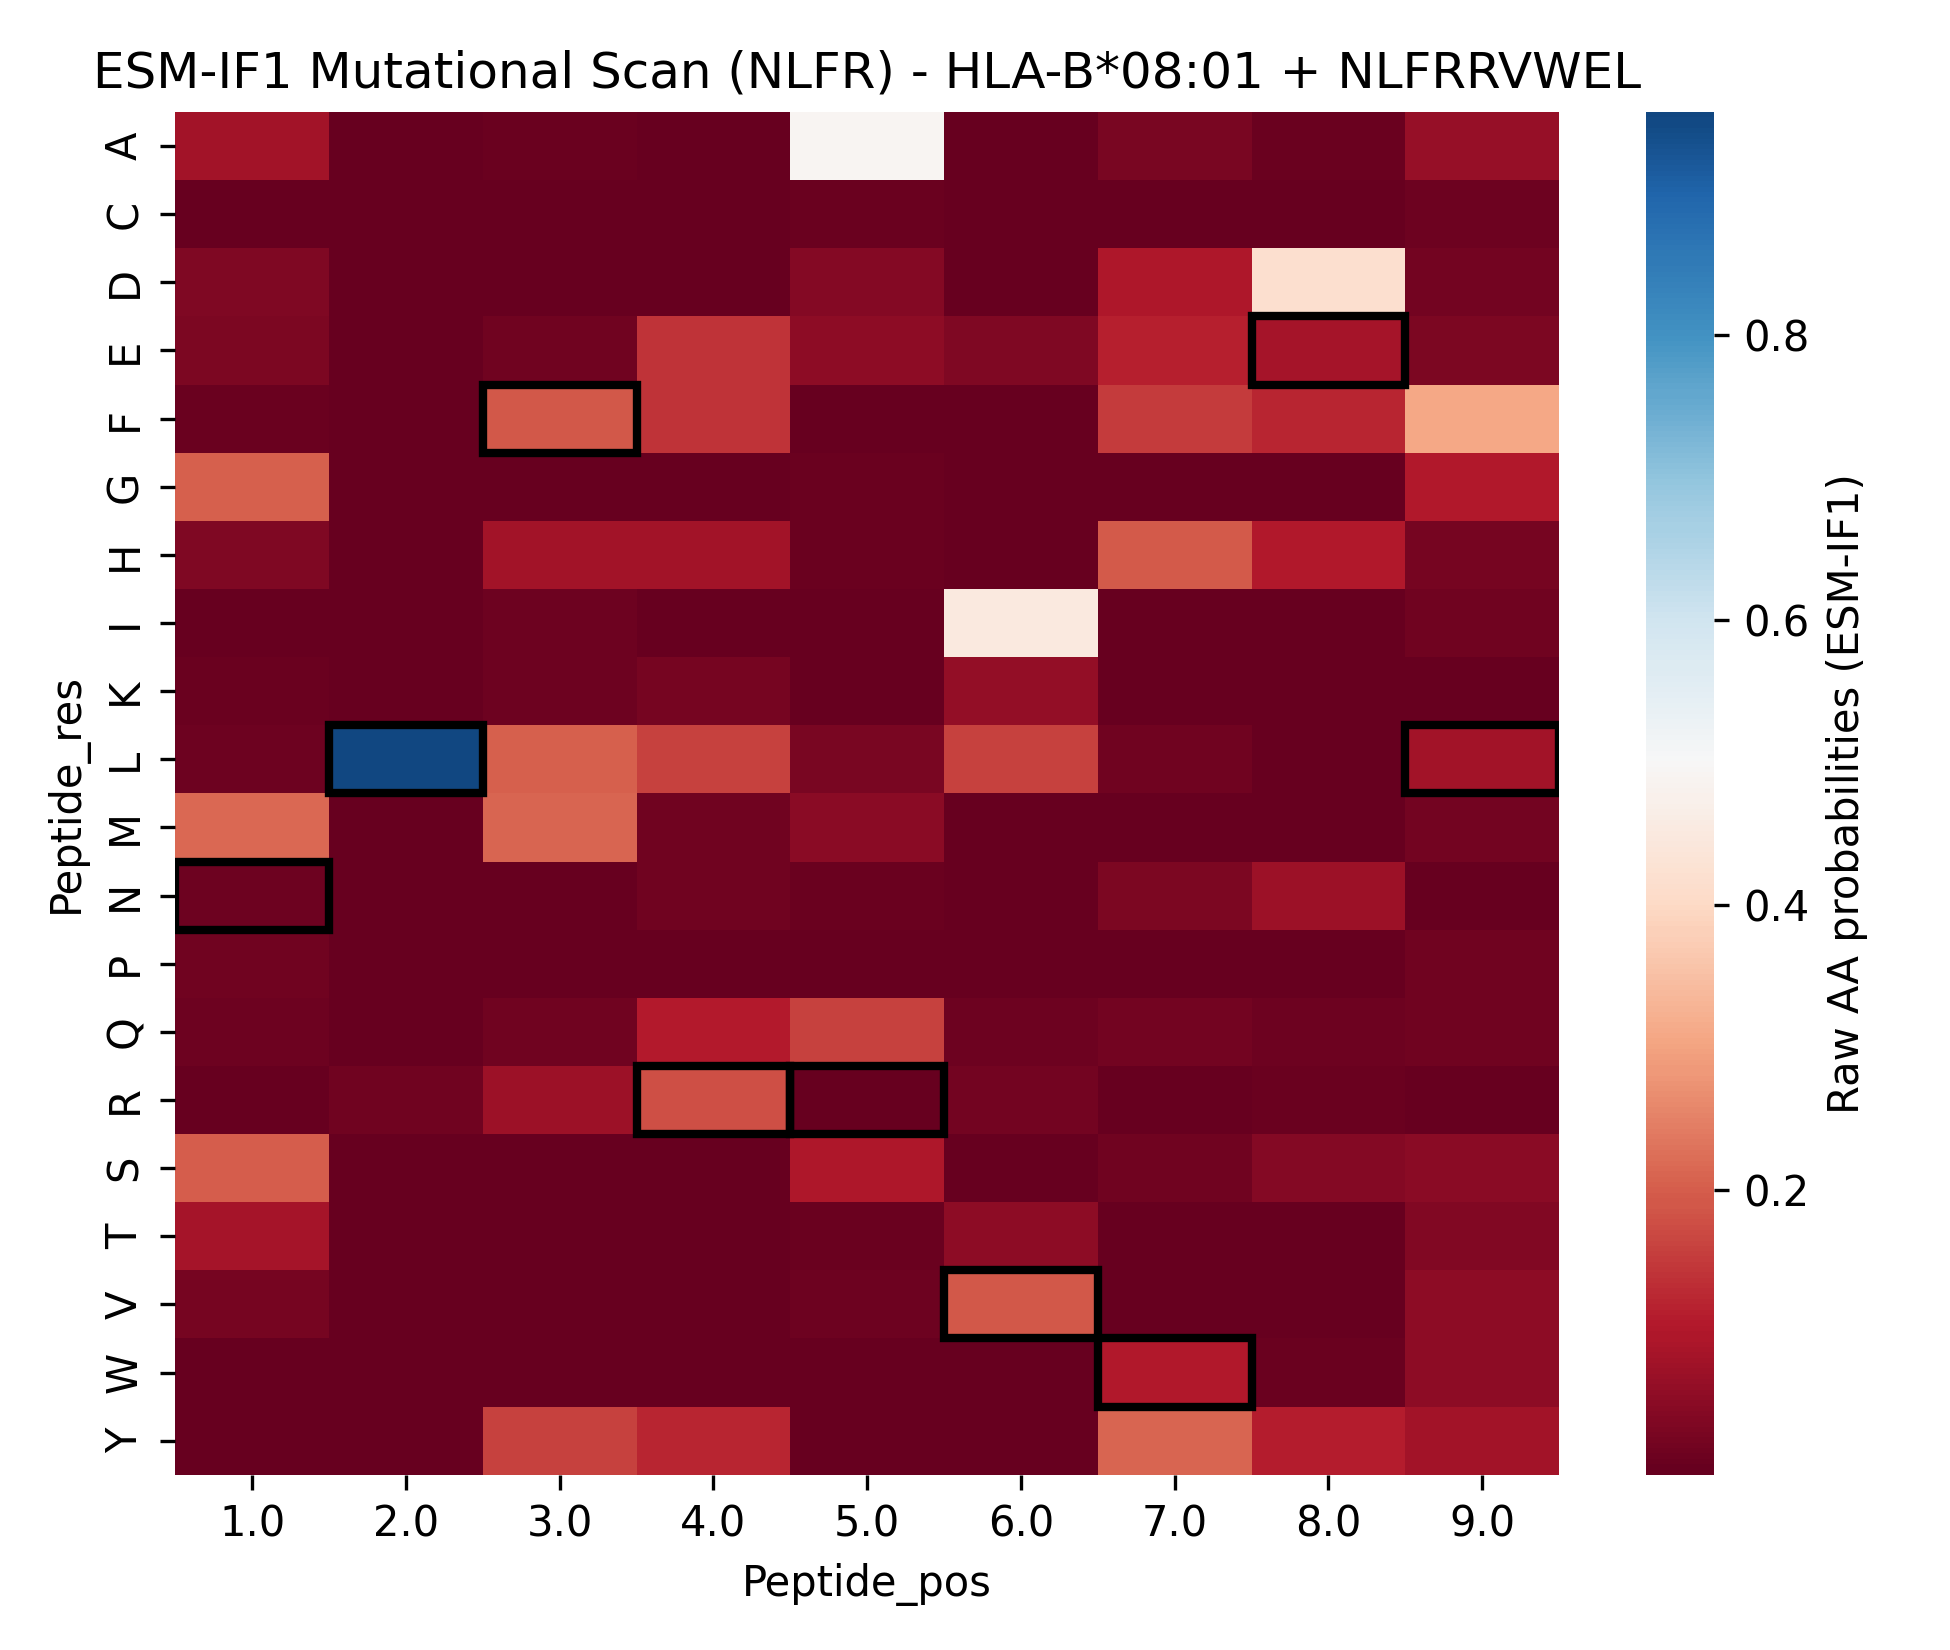 ESM-IF1 Mutational Scan (NLFR) - HLA-B*08:01 + NLFRRVWEL
A
C
D
E
F
G
H
I
K
L
M
N
P
Q
R
S
T
V
W
Y
Peptide_res
1.0 2.0 3.0 4.0 5.0 6.0 7.0 8.0 9.0
Peptide_pos
0.8
0.6
0.4
0.2
Raw AA probabilities (ESM-IF1)